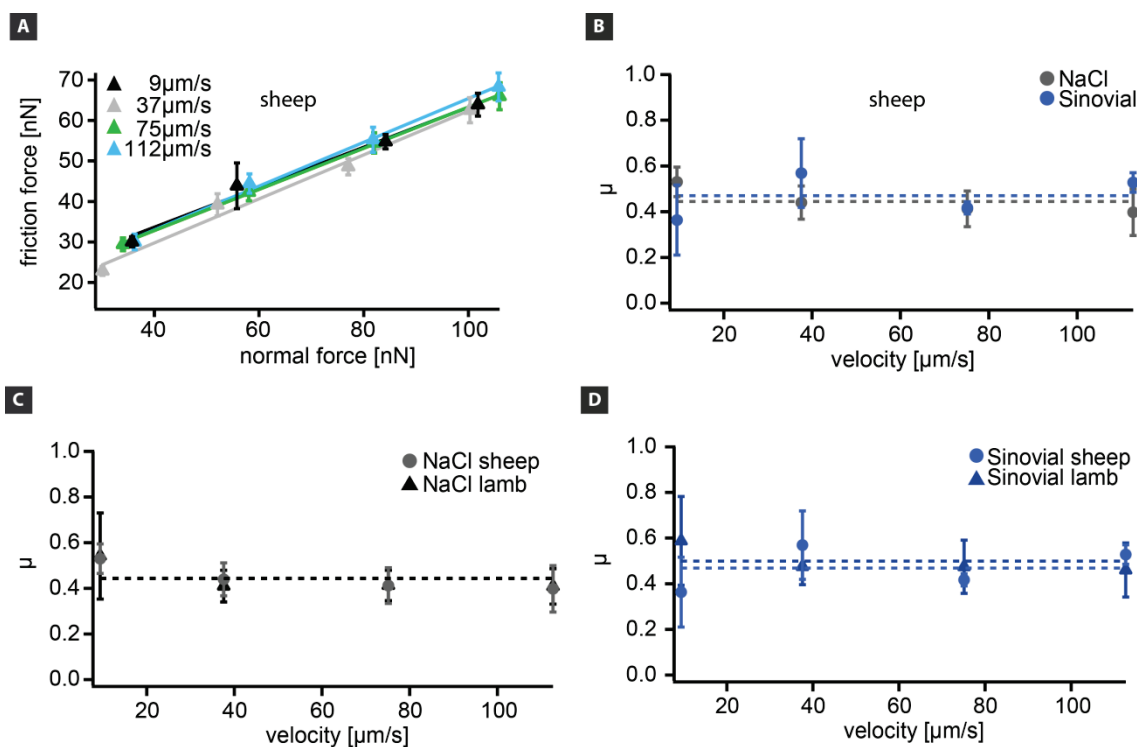 A
70
60
50
40
30
20
friction force [nN]
9µm/s
37µm/s
75µm/s
112µm/s
sheep
40 60 80 100
normal force [nN]
B
1.0
0.8
0.6
0.4
0.2
0.0
µ
sheep
NaCl
Sinovial
20 40 60 80 100
velocity [µm/s]
C
1.0
0.8
0.6
0.4
0.2
0.0
µ
NaCl sheep
NaCl lamb
20 40 60 80 100
velocity [µm/s]
D
1.0
0.8
0.6
0.4
0.2
0.0
µ
Sinovial sheep
Sinovial lamb
20 40 60 80 100
velocity [µm/s]